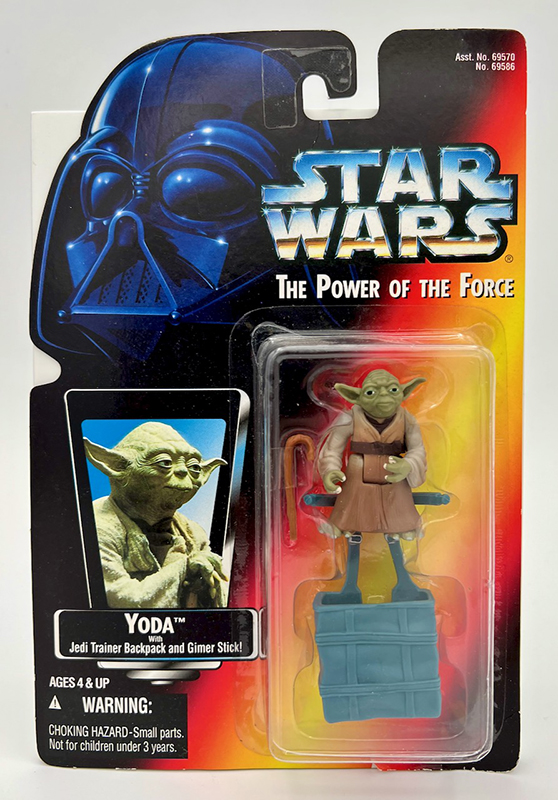 Asst. No. 69570
No. 69586
STAR
WARS®
THE POWER OF THE FORCE
YODA™
With
Jedi Trainer Backpack and Gimer Stick!
AGES 4 & UP
⚠ WARNING:
CHOKING HAZARD-Small parts.
Not for children under 3 years.